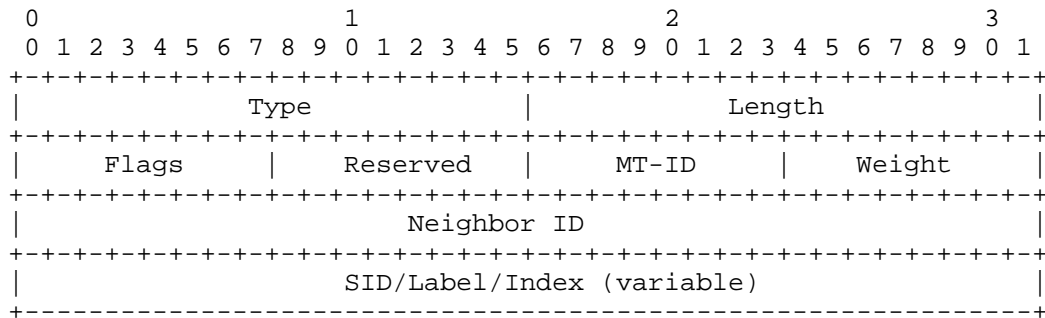 0                   1                   2                   3
 0 1 2 3 4 5 6 7 8 9 0 1 2 3 4 5 6 7 8 9 0 1 2 3 4 5 6 7 8 9 0 1
+-+-+-+-+-+-+-+-+-+-+-+-+-+-+-+-+-+-+-+-+-+-+-+-+-+-+-+-+-+-+-+-+
|              Type             |            Length             |
+-+-+-+-+-+-+-+-+-+-+-+-+-+-+-+-+-+-+-+-+-+-+-+-+-+-+-+-+-+-+-+-+
|     Flags     |    Reserved   |     MT-ID     |    Weight     |
+-+-+-+-+-+-+-+-+-+-+-+-+-+-+-+-+-+-+-+-+-+-+-+-+-+-+-+-+-+-+-+-+
|                        Neighbor ID                            |
+-+-+-+-+-+-+-+-+-+-+-+-+-+-+-+-+-+-+-+-+-+-+-+-+-+-+-+-+-+-+-+-+
|                    SID/Label/Index (variable)                 |
+---------------------------------------------------------------+